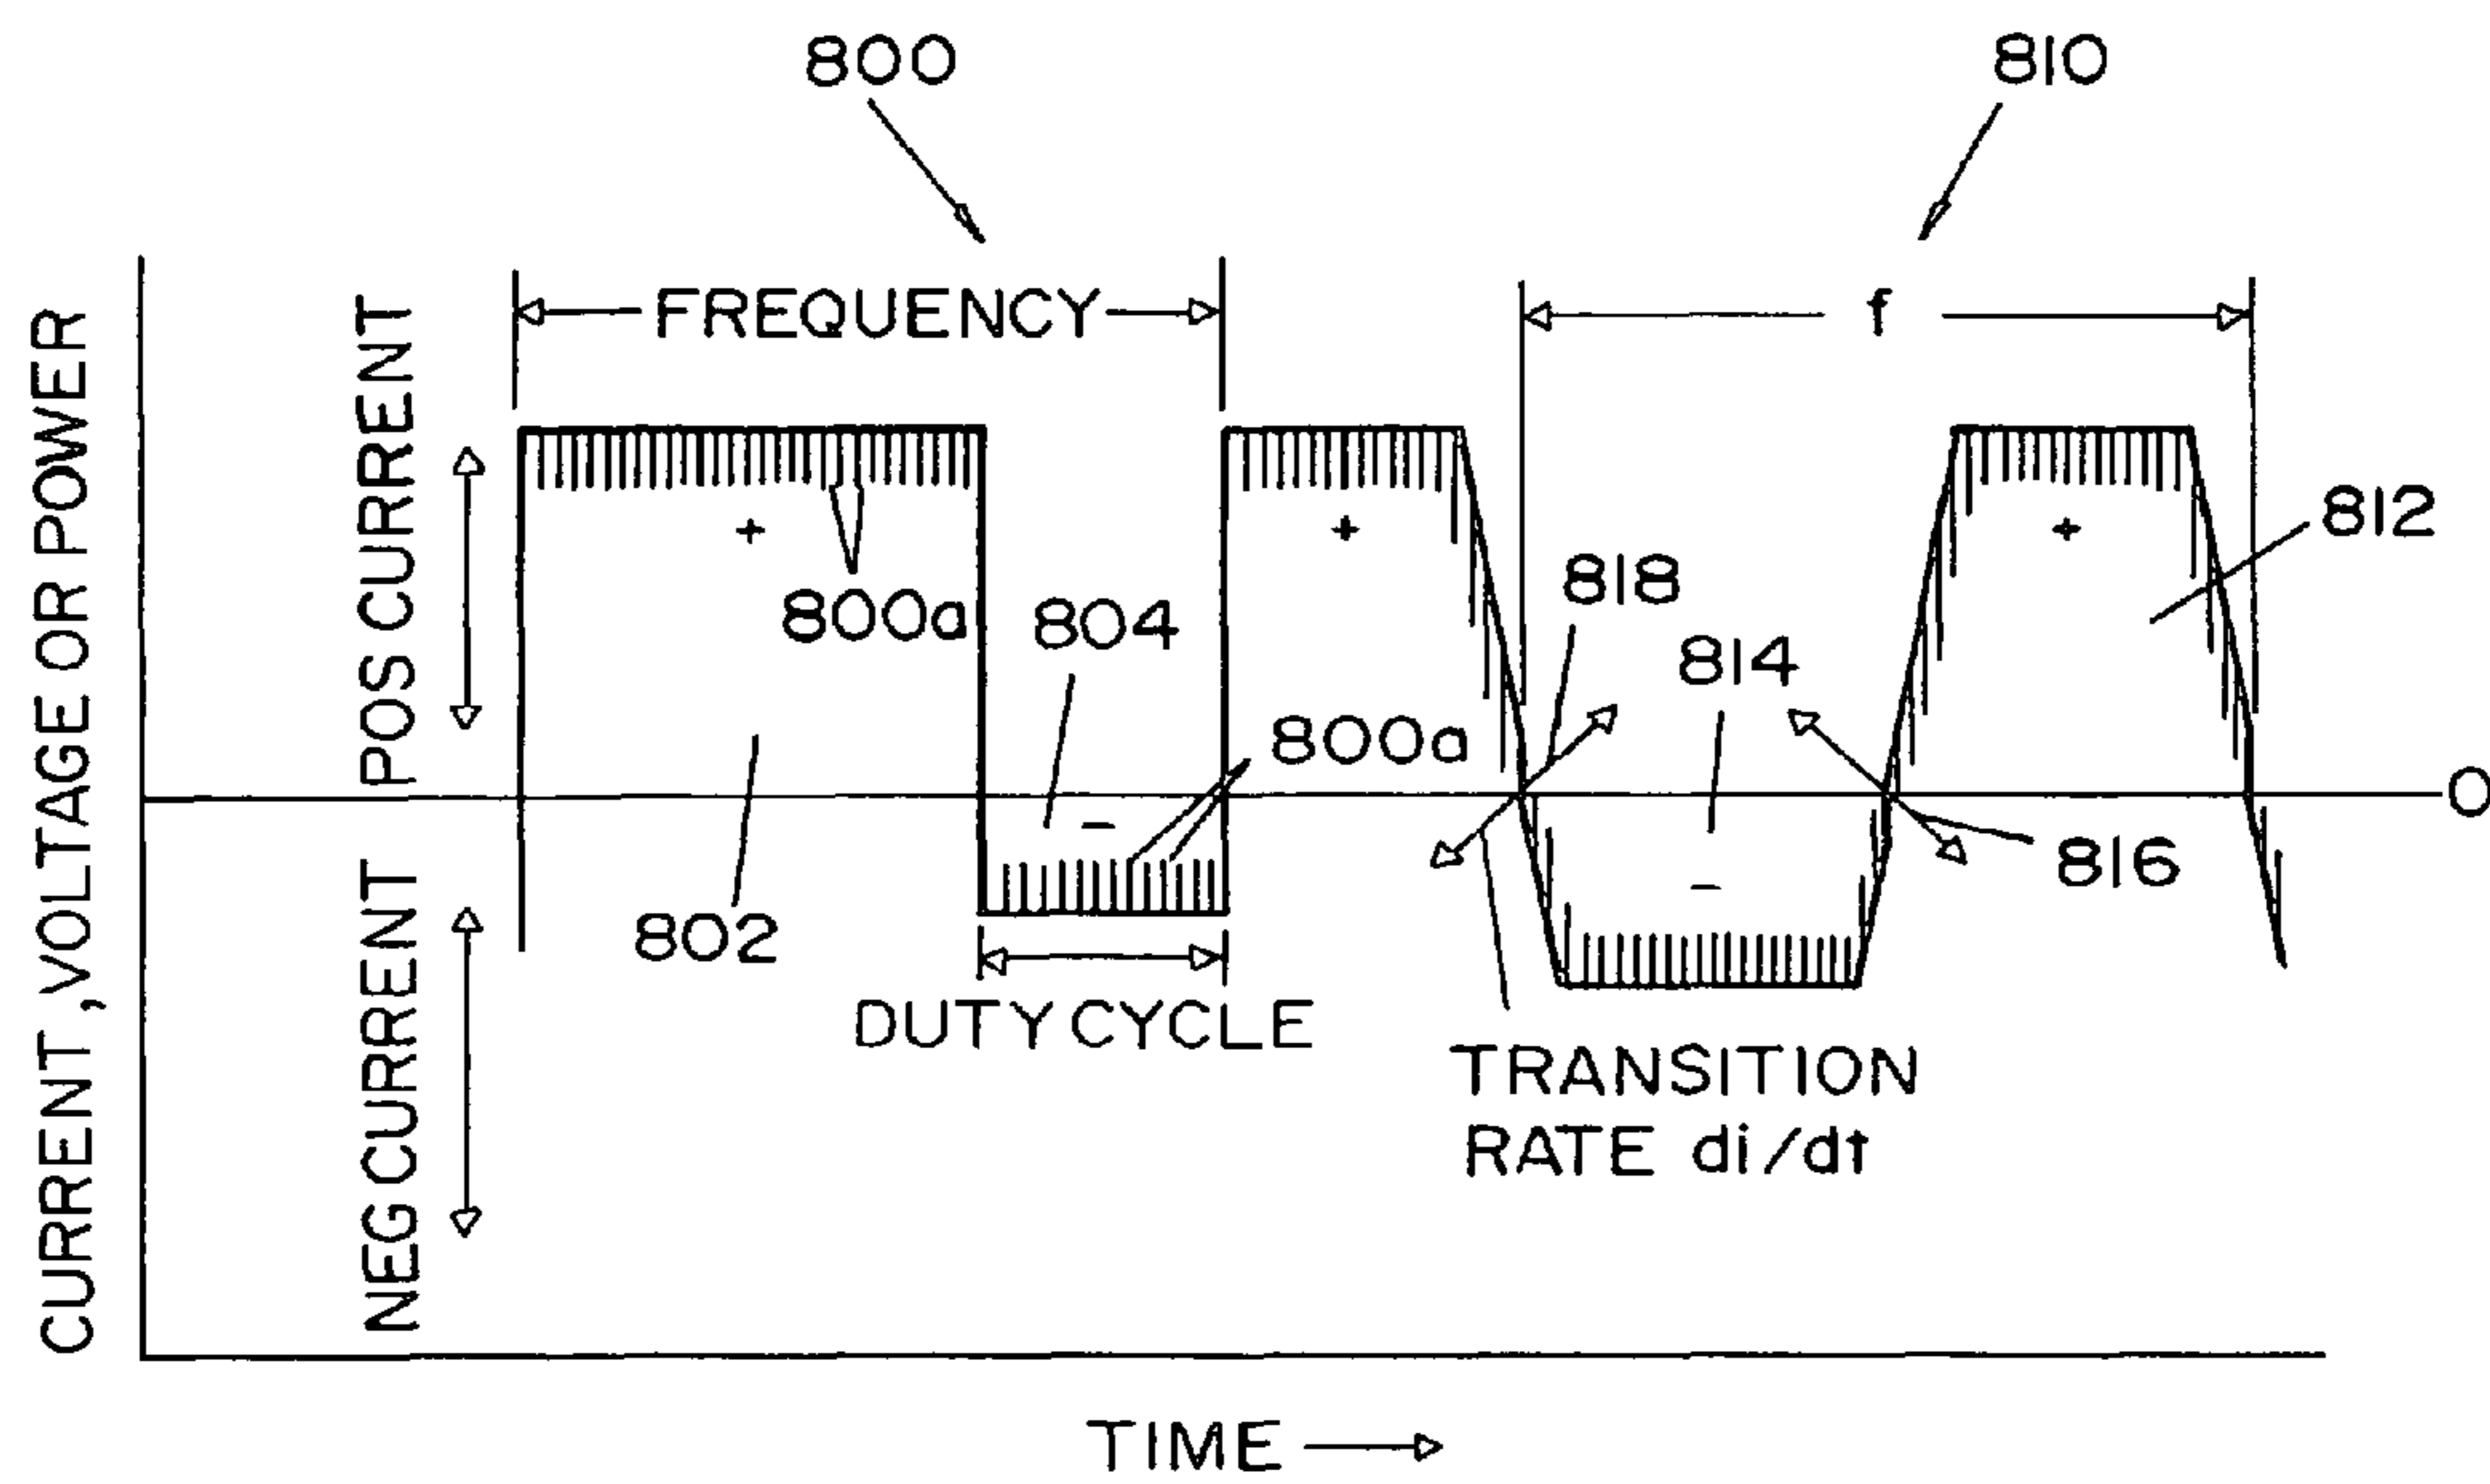 800
810
FREQUENCY
f
CURRENT, VOLTAGE OR POWER
POS CURRENT
NEG CURRENT
+
+
+
812
800a
804
818
814
800a
O
−
−
816
802
DUTY CYCLE
TRANSITION
RATE di/dt
TIME